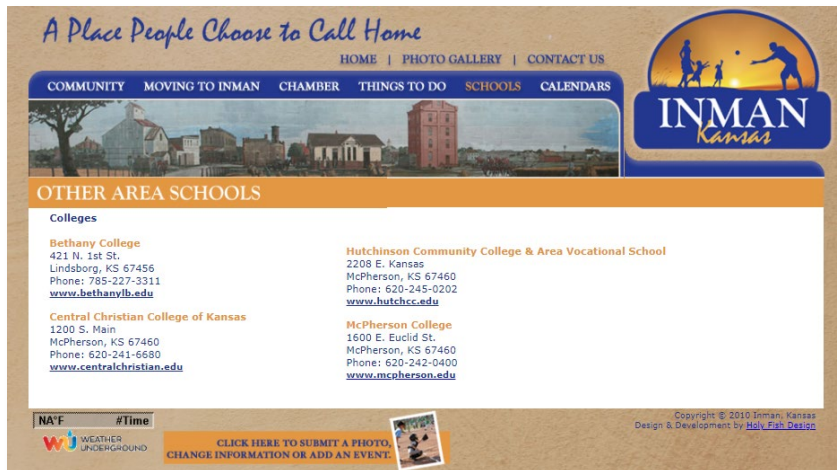 A Place People Choose to Call Home
HOME | PHOTO GALLERY | CONTACT US
COMMUNITY MOVING TO INMAN CHAMBER THINGS TO DO SCHOOLS CALENDARS
INMAN
Kansas
OTHER AREA SCHOOLS
Colleges
Bethany College
421 N. 1st St.
Lindsborg, KS 67456
Phone: 785-227-3311
www.bethanylb.edu
Central Christian College of Kansas
1200 S. Main
McPherson, KS 67460
Phone: 620-241-6680
www.centralchristian.edu
Hutchinson Community College & Area Vocational School
2208 E. Kansas
McPherson, KS 67460
Phone: 620-245-0202
www.hutchcc.edu
McPherson College
1600 E. Euclid St.
McPherson, KS 67460
Phone: 620-242-0400
www.mcpherson.edu
NA°F #Time
WU WEATHER
UNDERGROUND
CLICK HERE TO SUBMIT A PHOTO,
CHANGE INFORMATION OR ADD AN EVENT.
Copyright © 2010 Inman, Kansas
Design & Development by Holy Fish Design